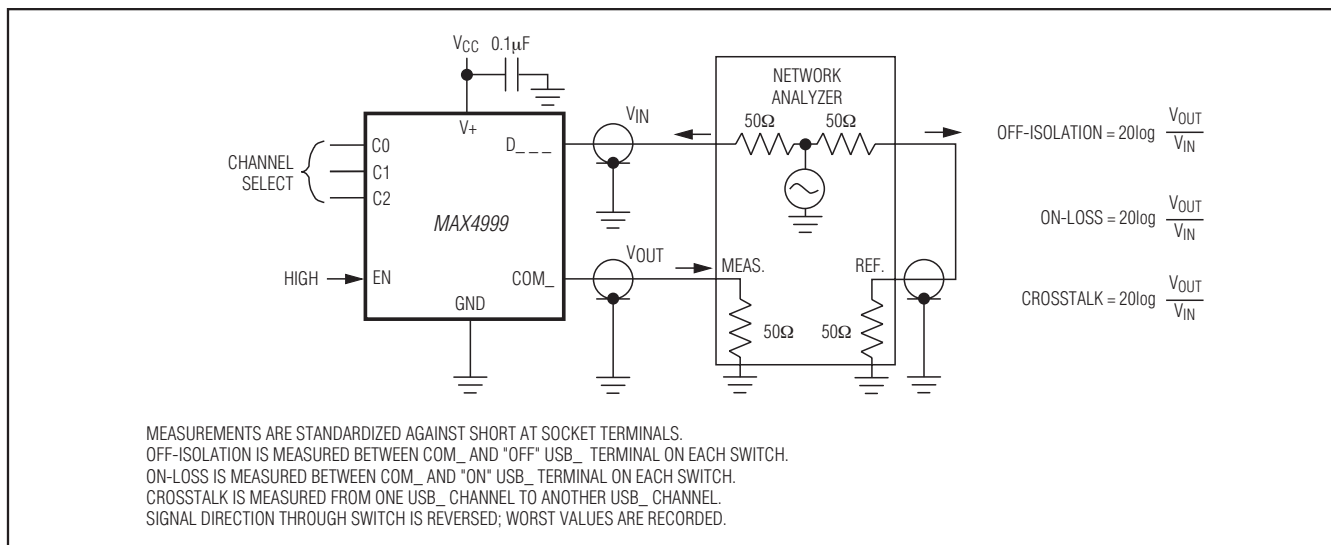 VCC 0.1µF
V+
C0
C1
C2
CHANNEL
SELECT
D_ _ _
MAX4999
HIGH
EN
COM_
GND
VIN
VOUT
NETWORK
ANALYZER
50Ω 50Ω
MEAS. REF.
50Ω 50Ω
OFF-ISOLATION = 20log VOUT
VIN
ON-LOSS = 20log VOUT
VIN
CROSSTALK = 20log VOUT
VIN
MEASUREMENTS ARE STANDARDIZED AGAINST SHORT AT SOCKET TERMINALS.
OFF-ISOLATION IS MEASURED BETWEEN COM_ AND "OFF" USB_ TERMINAL ON EACH SWITCH.
ON-LOSS IS MEASURED BETWEEN COM_ AND "ON" USB_ TERMINAL ON EACH SWITCH.
CROSSTALK IS MEASURED FROM ONE USB_ CHANNEL TO ANOTHER USB_ CHANNEL.
SIGNAL DIRECTION THROUGH SWITCH IS REVERSED; WORST VALUES ARE RECORDED.